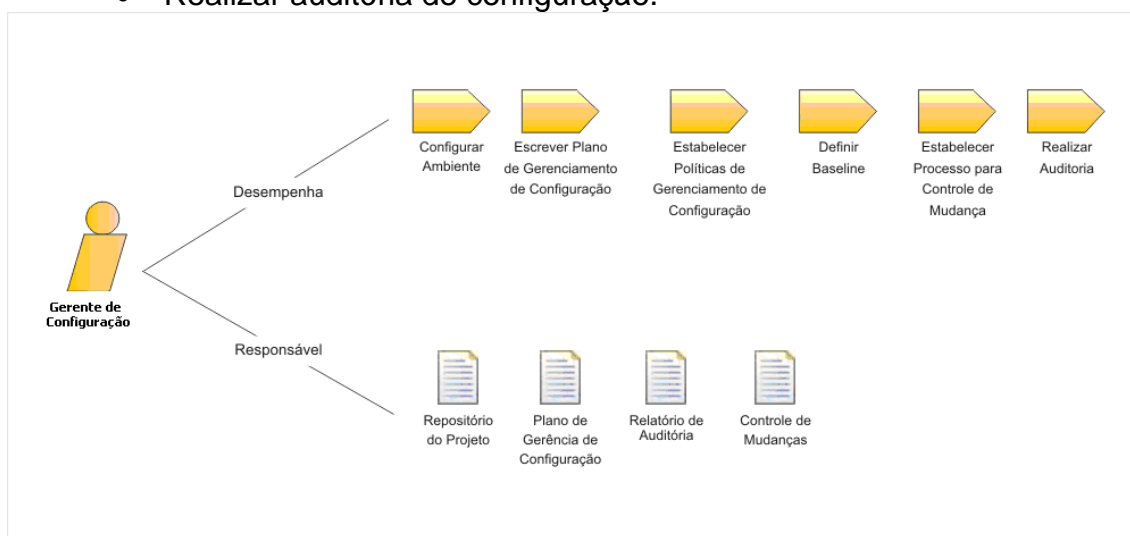 Realizar auditoria de configuração.
Configurar
Ambiente
Escrever Plano
de Gerenciamento
de Configuração
Estabelecer
Políticas de
Gerenciamento de
Configuração
Definir
Baseline
Estabelecer
Processo para
Controle de
Mudança
Realizar
Auditoria
Desempenha
Gerente de
Configuração
Responsável
Repositório
do Projeto
Plano de
Gerência de
Configuração
Relatório de
Auditória
Controle de
Mudanças